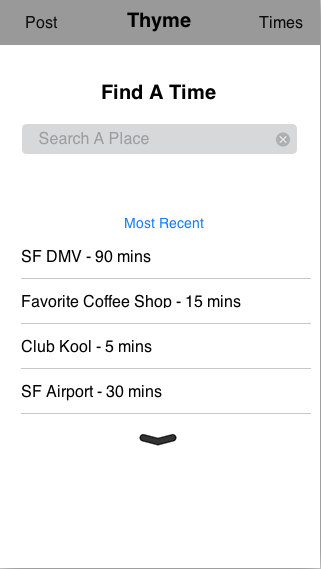 Post Thyme Times
Find A Time
Search A Place
Most Recent
SF DMV - 90 mins
Favorite Coffee Shop - 15 mins
Club Kool - 5 mins
SF Airport - 30 mins